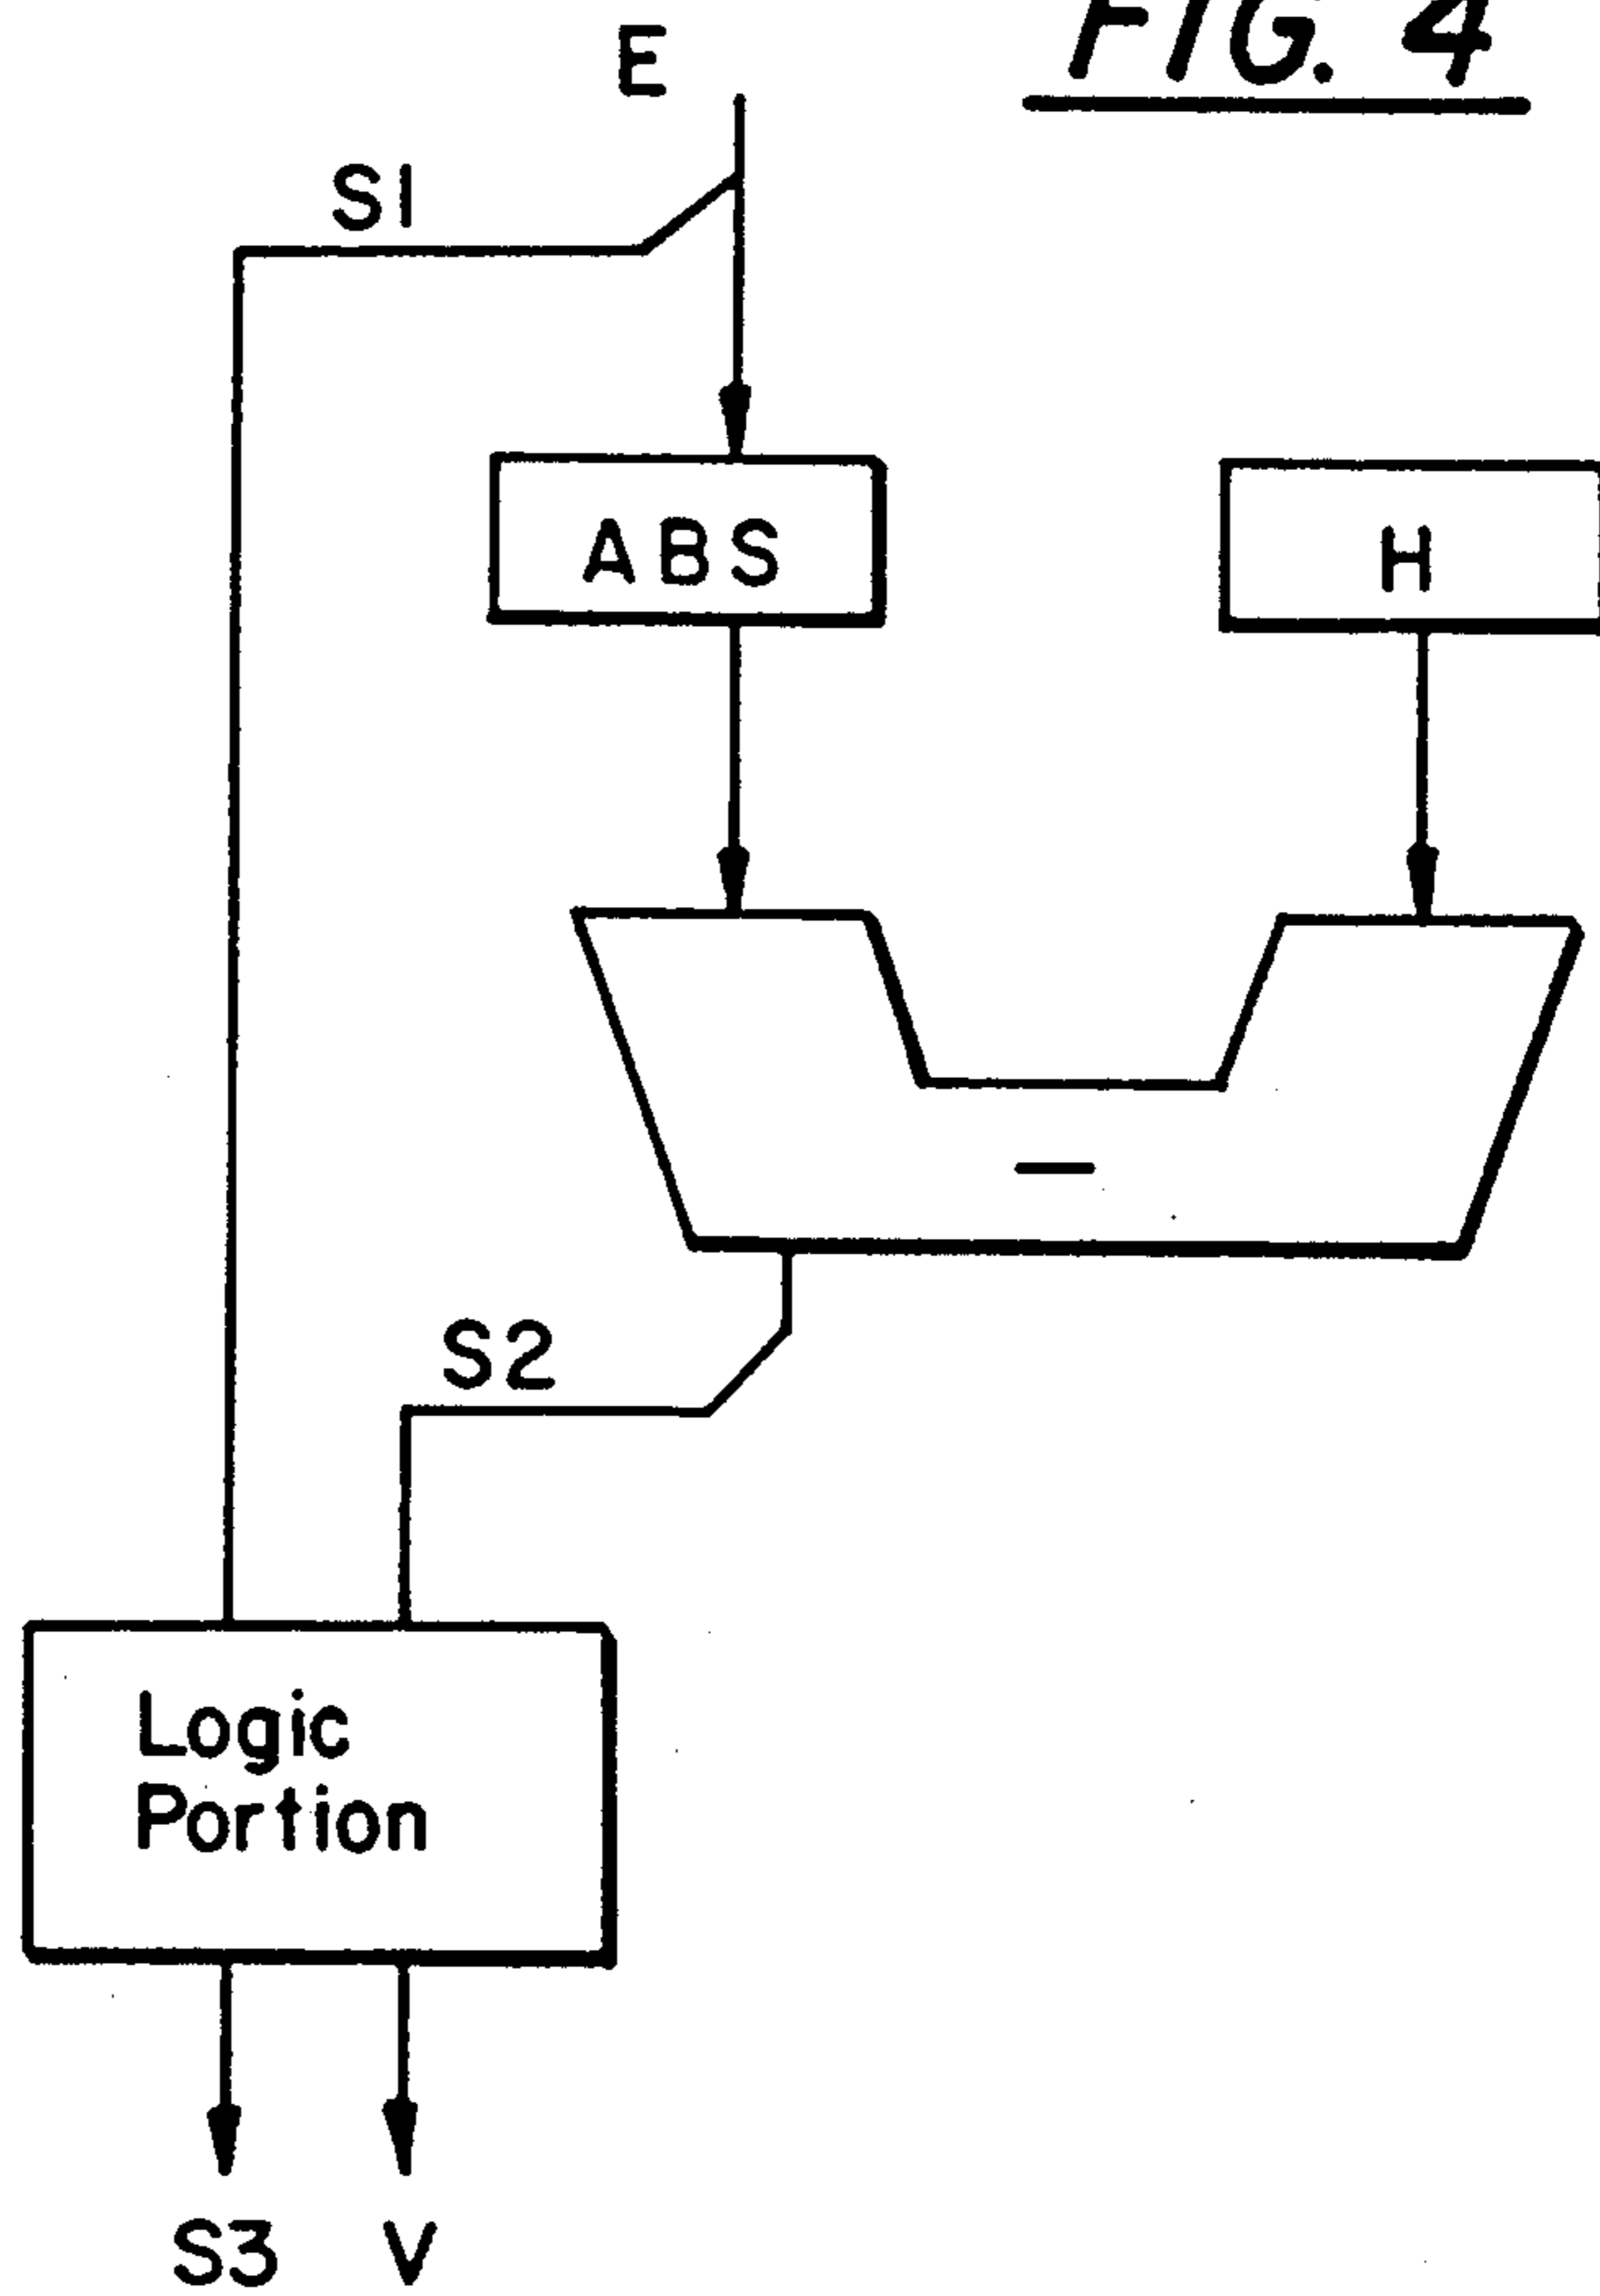 FIG. 4
E
S1
ABS
H
–
S2
Logic
Portion
S3
V